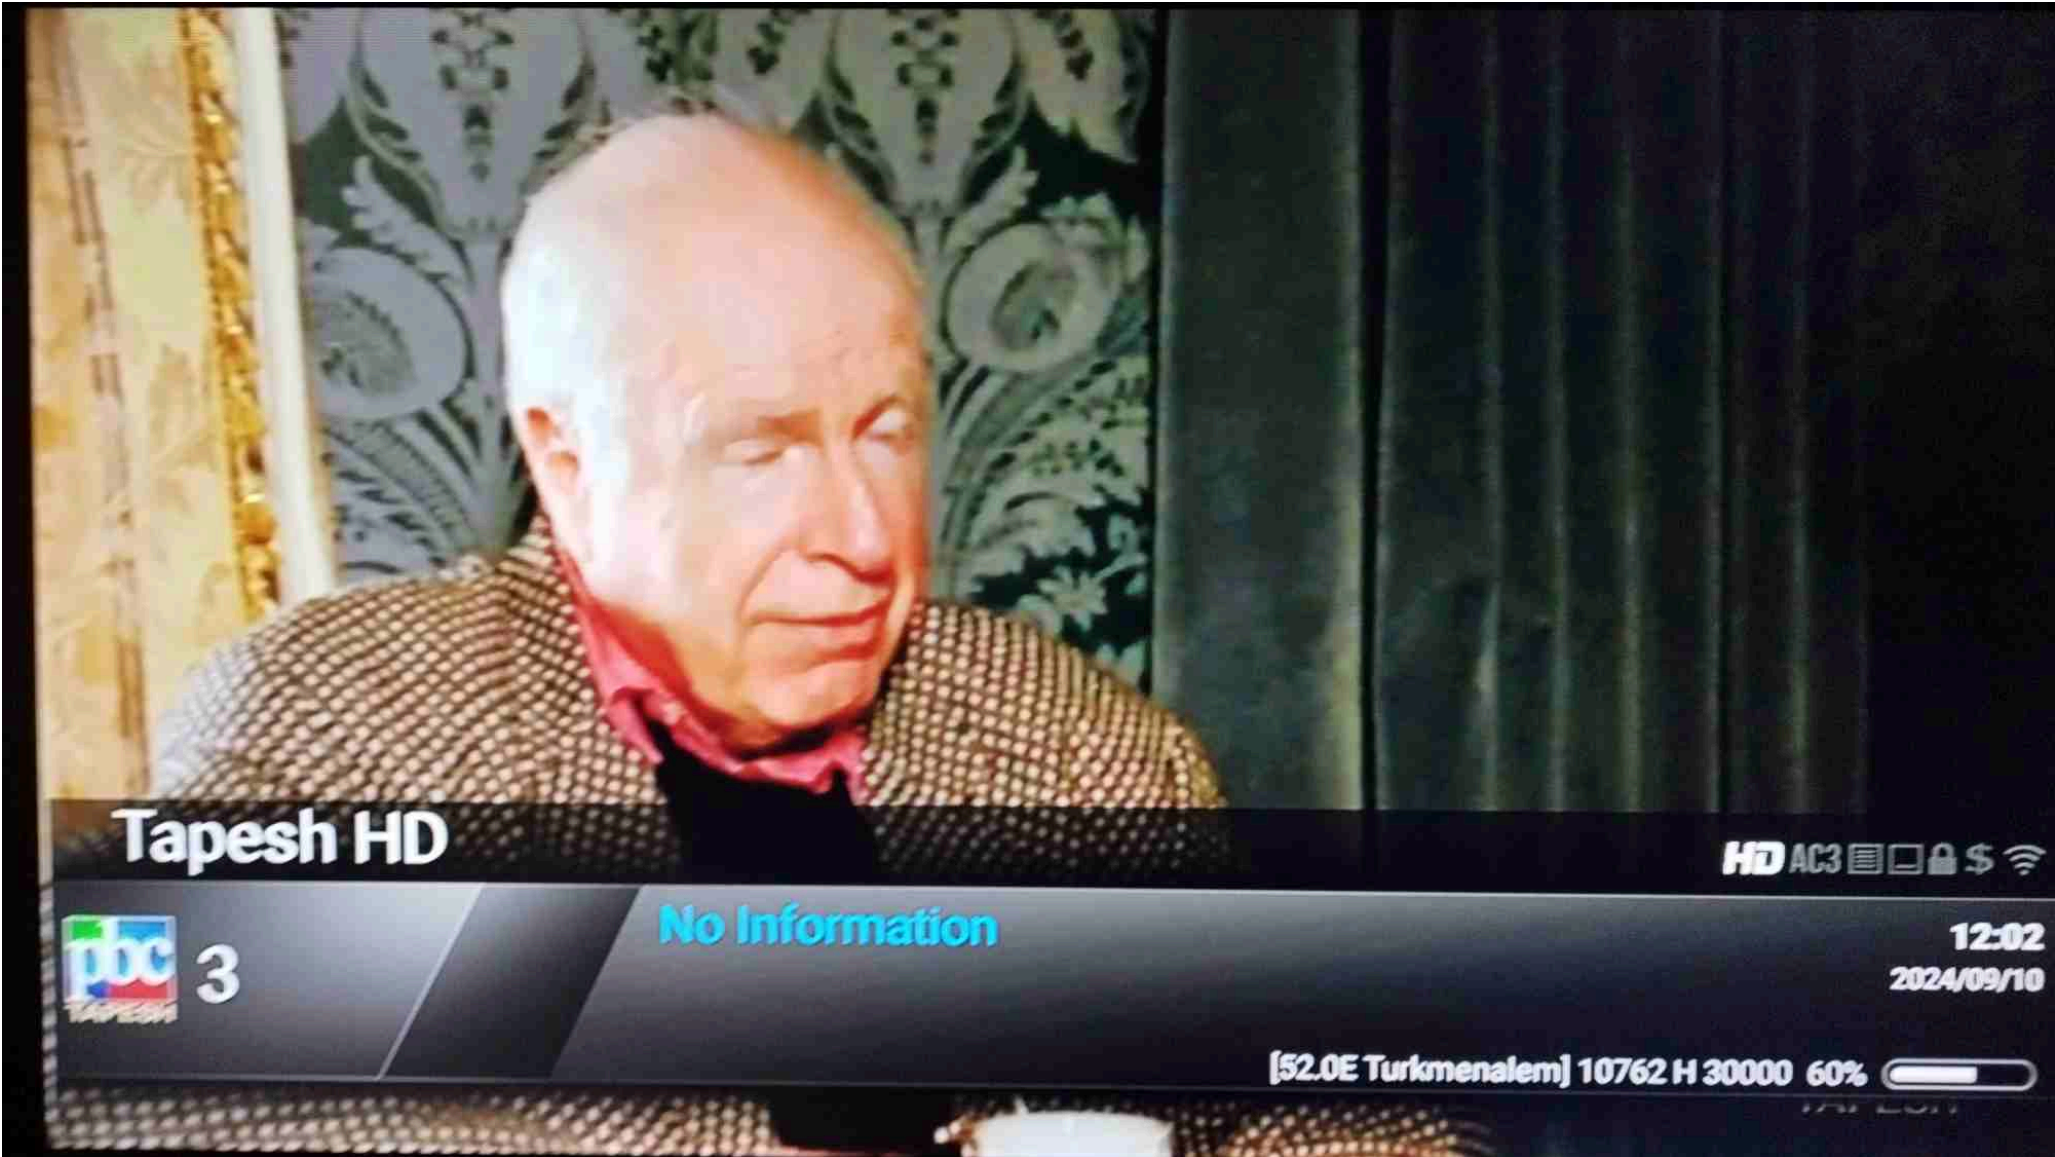 Tapesh HD
HD AC3 $
pbc
TAPESH
3
No Information
12:02
2024/09/10
[52.0E Turkmenalem] 10762 H 30000 60%
TAPESH